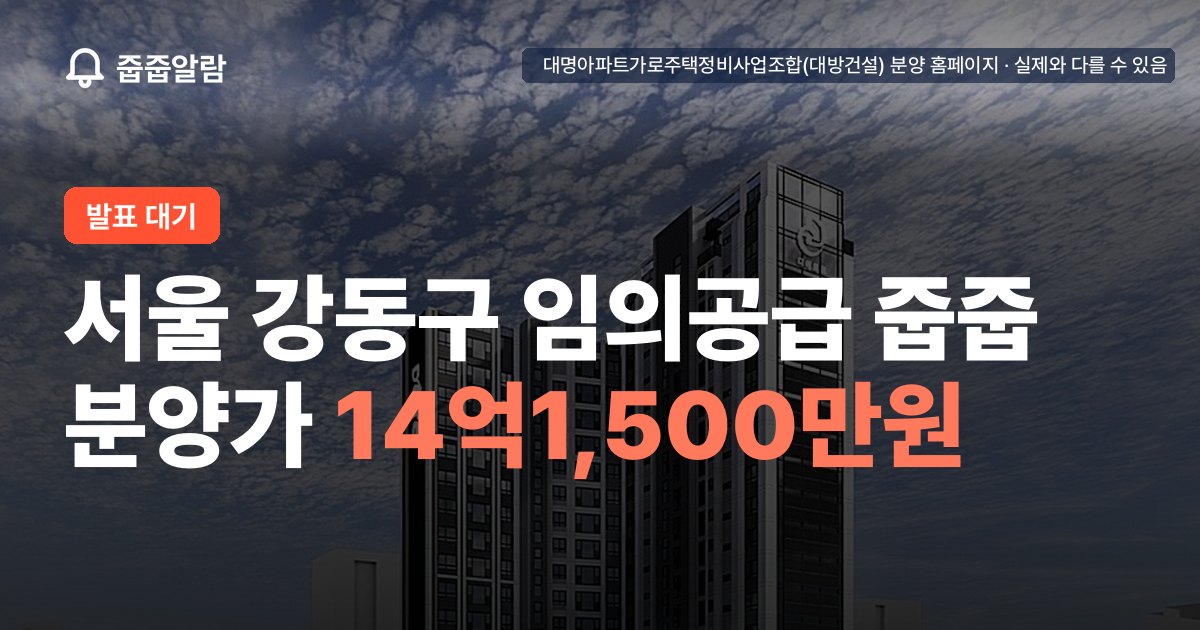 줍줍알람
대명아파트가로주택정비사업조합(대방건설) 분양 홈페이지 · 실제와 다를 수 있음
발표 대기
서울 강동구 임의공급 줍줍
분양가 14억1,500만원